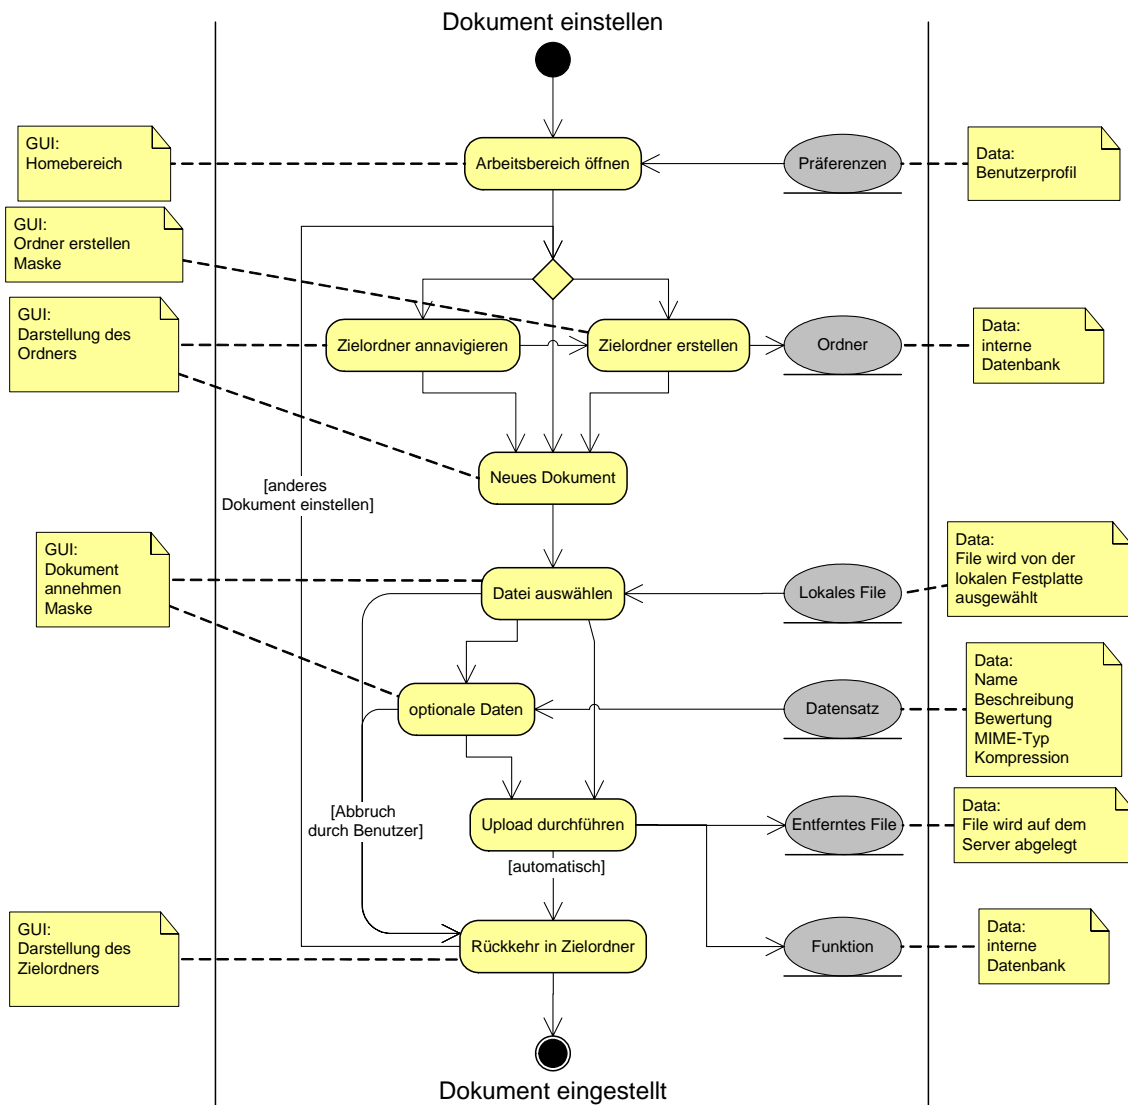 Dokument einstellen
GUI:
Homebereich
Arbeitsbereich öffnen
Präferenzen
Data:
Benutzerprofil
GUI:
Ordner erstellen
Maske
GUI:
Darstellung des
Ordners
Zielordner annavigieren
Zielordner erstellen
Ordner
Data:
interne
Datenbank
Neues Dokument
[anderes
Dokument einstellen]
GUI:
Dokument
annehmen
Maske
Datei auswählen
Lokales File
Data:
File wird von der
lokalen Festplatte
ausgewählt
optionale Daten
Datensatz
Data:
Name
Beschreibung
Bewertung
MIME-Typ
Kompression
[Abbruch
durch Benutzer]
Upload durchführen
Entferntes File
Data:
File wird auf dem
Server abgelegt
[automatisch]
GUI:
Darstellung des
Zielordners
Rückkehr in Zielordner
Funktion
Data:
interne
Datenbank
Dokument eingestellt